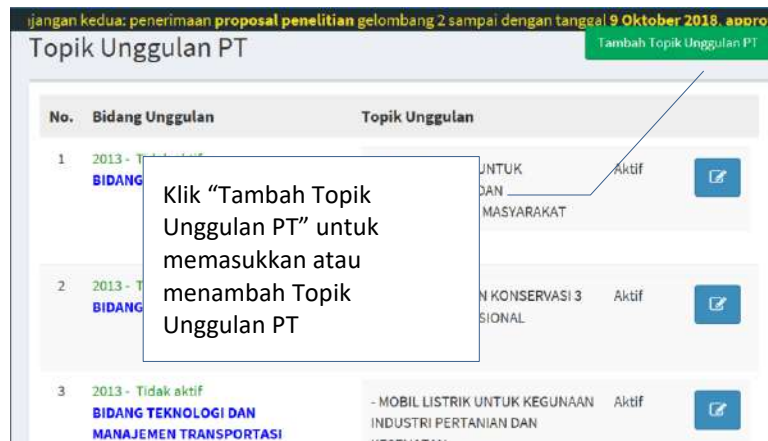 jangan kedua: penerimaan proposal penelitian gelombang 2 sampai dengan tanggal 9 Oktober 2018. appro
Topik Unggulan PT
Tambah Topik Unggulan PT
No. Bidang Unggulan Topik Unggulan
1 2013 -
BIDANG
UNTUK Aktif
DAN
MASYARAKAT
Klik “Tambah Topik
Unggulan PT” untuk
memasukkan atau
menambah Topik
Unggulan PT
2 2013 - T
BIDANG
N KONSERVASI 3 Aktif
SIONAL
3 2013 - Tidak aktif
BIDANG TEKNOLOGI DAN
MANAJEMEN TRANSPORTASI
- MOBIL LISTRIK UNTUK KEGUNAAN Aktif
INDUSTRI PERTANIAN DAN